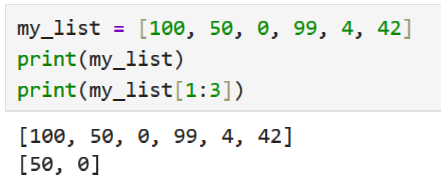 my_list = [100, 50, 0, 99, 4, 42]
print(my_list)
print(my_list[1:3])
[100, 50, 0, 99, 4, 42]
[50, 0]